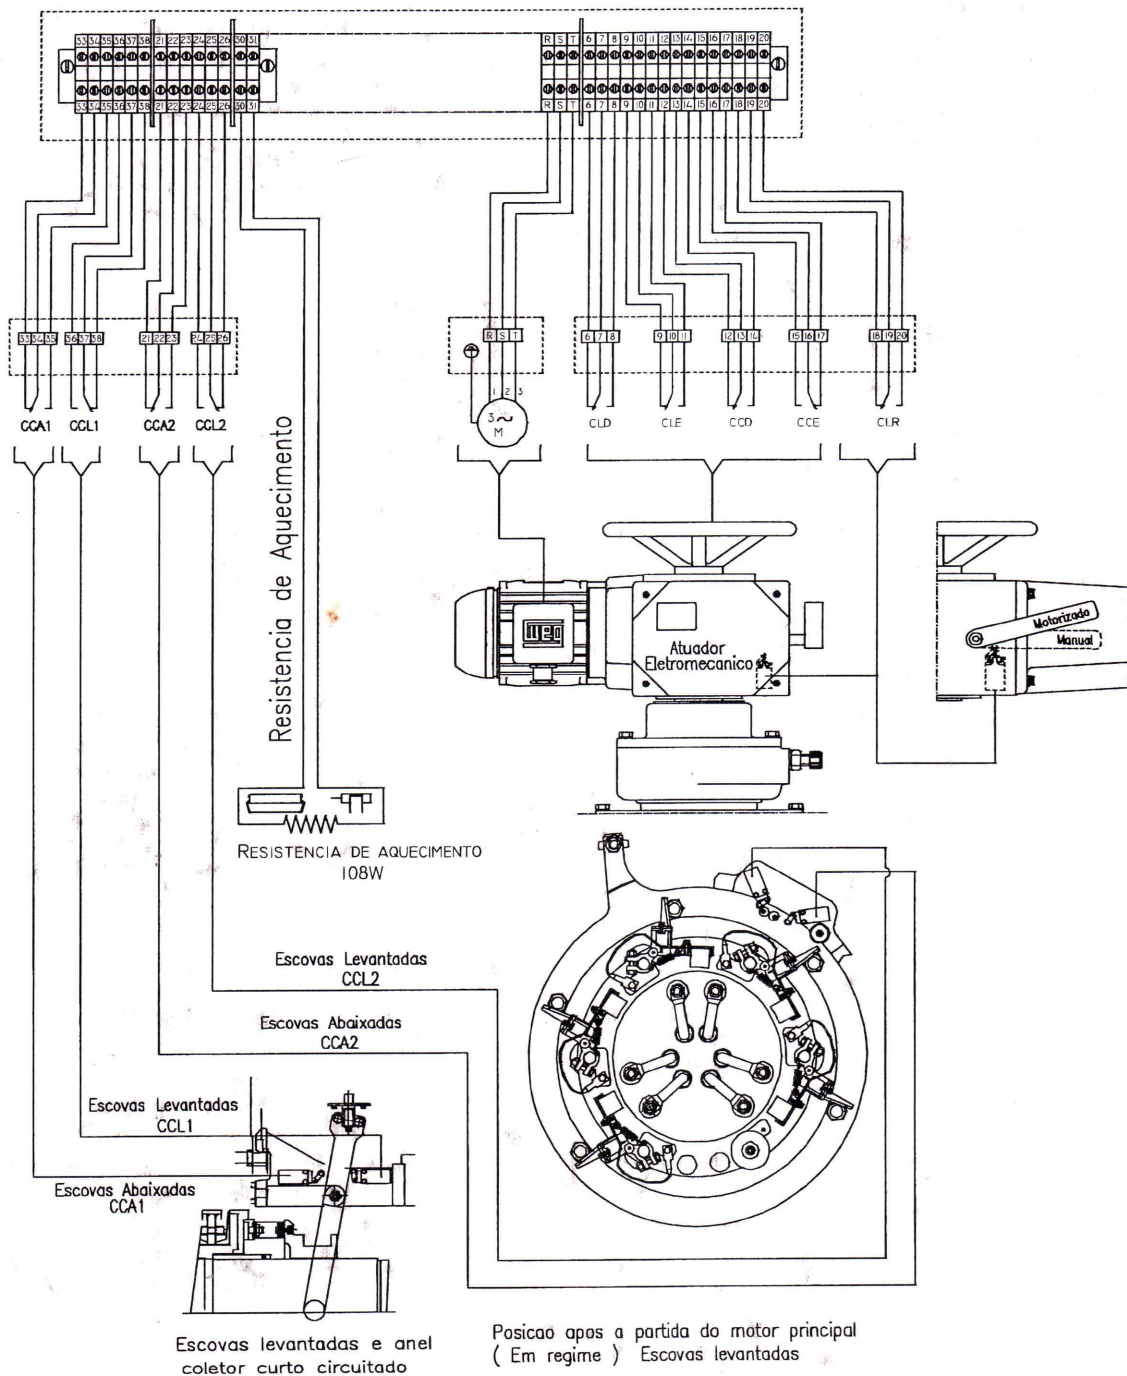 33 34 35 36 37 38 21 22 23 24 25 26 30 31
R S T 6 7 8 9 10 11 12 13 14 15 16 17 18 19 20
33 34 35 36 37 38 21 22 23 24 25 26 30 31
R S T 6 7 8 9 10 11 12 13 14 15 16 17 18 19 20
33 34 35 36 37 38 21 22 23 24 25 26
R S T
6 7 8 9 10 11 12 13 14 15 16 17 18 19 20
1 2 3
3~
M
CCA1 CCL1 CCA2 CCL2
CLD CLE CCD CCE CLR
Resistencia de Aquecimento
weg
Atuador
Eletromecanico
Motorizado
Manual
RESISTENCIA DE AQUECIMENTO
108W
Escovas Levantadas
CCL2
Escovas Abaixadas
CCA2
Escovas Levantadas
CCL1
Escovas Abaixadas
CCA1
Escovas levantadas e anel
coletor curto circuitado
Posicao apos a partida do motor principal
( Em regime ) Escovas levantadas